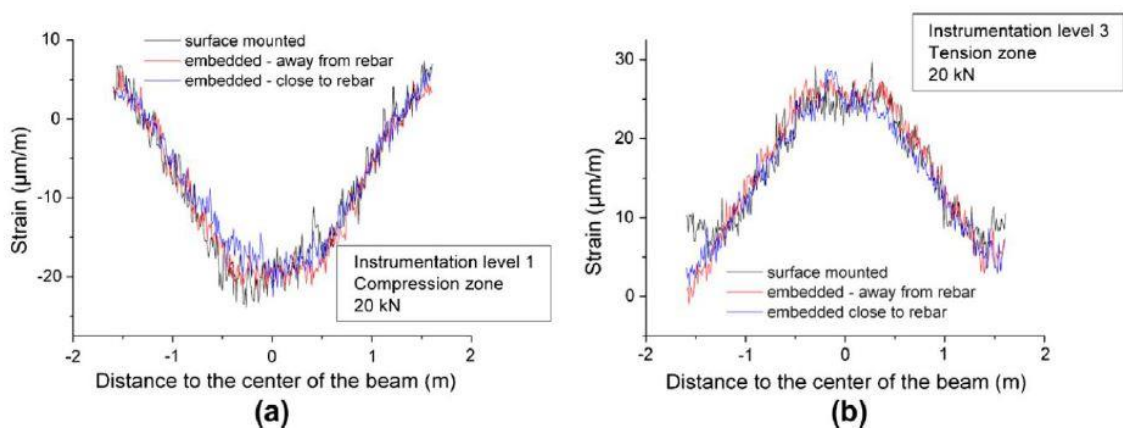 10
0
-10
-20
Strain (µm/m)
surface mounted
embedded - away from rebar
embedded - close to rebar
Instrumentation level 1
Compression zone
20 kN
-2
-1
0
1
2
Distance to the center of the beam (m)
(a)
30
20
10
0
Strain (µm/m)
Instrumentation level 3
Tension zone
20 kN
surface mounted
embedded - away from rebar
embedded close to rebar
-2
-1
0
1
2
Distance to the center of the beam (m)
(b)